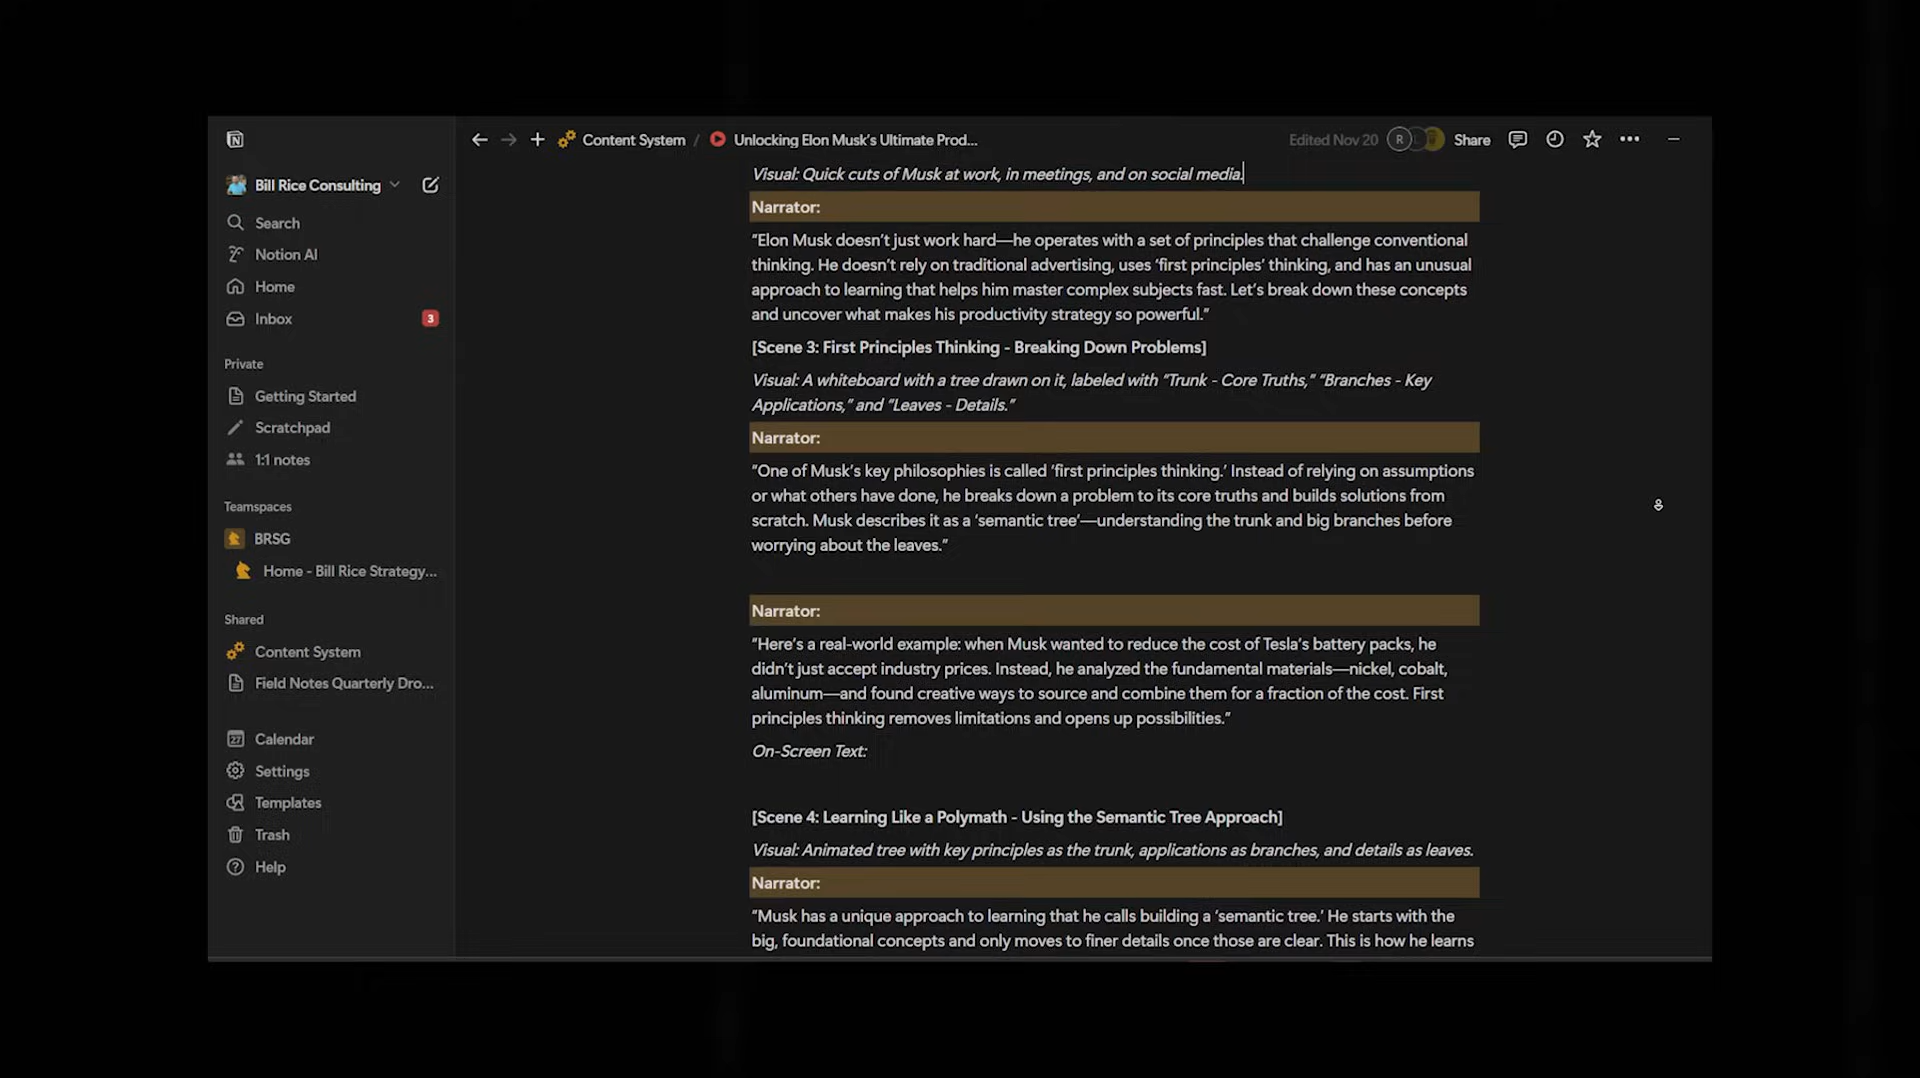 Content System / Unlocking Elon Musk's Ultimate Prod...
Edited Nov 20
R
Share
Bill Rice Consulting
Search
Notion AI
Home
Inbox
3
Private
Getting Started
Scratchpad
1:1 notes
Teamspaces
BRSG
Home - Bill Rice Strategy...
Shared
Content System
Field Notes Quarterly Dro...
27
Calendar
Settings
Templates
Trash
Help
Visual: Quick cuts of Musk at work, in meetings, and on social media.
Narrator:
"Elon Musk doesn't just work hard—he operates with a set of principles that challenge conventional
thinking. He doesn't rely on traditional advertising, uses 'first principles' thinking, and has an unusual
approach to learning that helps him master complex subjects fast. Let's break down these concepts
and uncover what makes his productivity strategy so powerful."
[Scene 3: First Principles Thinking - Breaking Down Problems]
Visual: A whiteboard with a tree drawn on it, labeled with "Trunk - Core Truths," "Branches - Key
Applications," and "Leaves - Details."
Narrator:
"One of Musk's key philosophies is called 'first principles thinking.' Instead of relying on assumptions
or what others have done, he breaks down a problem to its core truths and builds solutions from
scratch. Musk describes it as a 'semantic tree'—understanding the trunk and big branches before
worrying about the leaves."
Narrator:
"Here's a real-world example: when Musk wanted to reduce the cost of Tesla's battery packs, he
didn't just accept industry prices. Instead, he analyzed the fundamental materials—nickel, cobalt,
aluminum—and found creative ways to source and combine them for a fraction of the cost. First
principles thinking removes limitations and opens up possibilities."
On-Screen Text:
[Scene 4: Learning Like a Polymath - Using the Semantic Tree Approach]
Visual: Animated tree with key principles as the trunk, applications as branches, and details as leaves.
Narrator:
"Musk has a unique approach to learning that he calls building a 'semantic tree.' He starts with the
big, foundational concepts and only moves to finer details once those are clear. This is how he learns